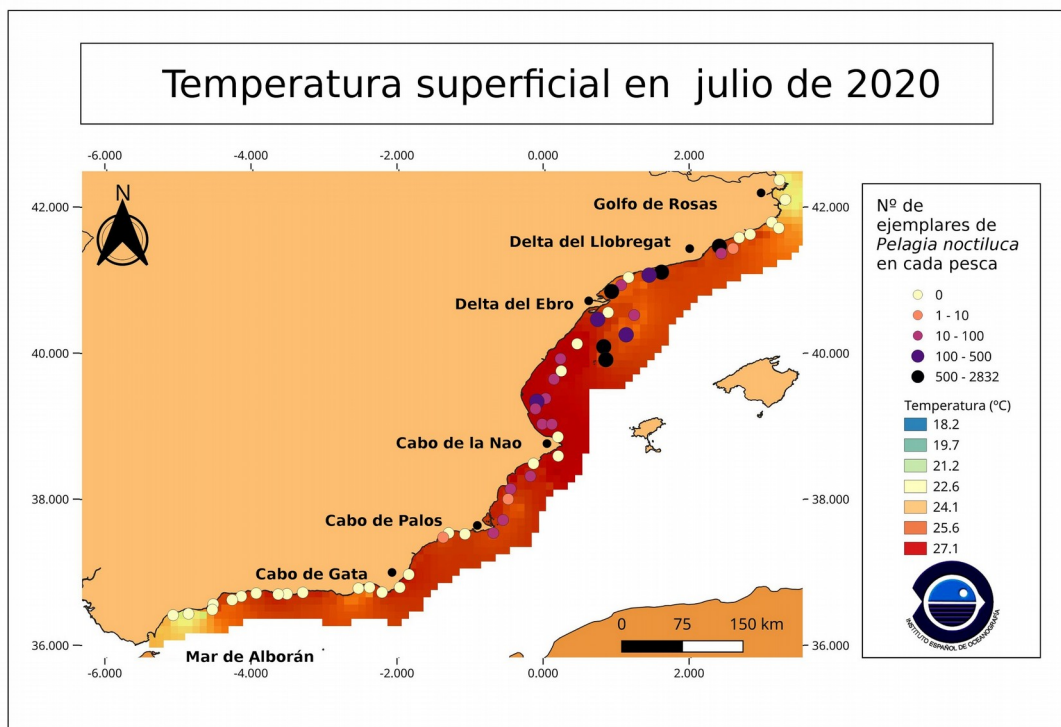 Temperatura superficial en julio de 2020
-6.000 -4.000 -2.000 0.000 2.000
N
42.000 42.000
40.000 40.000
38.000 38.000
36.000 36.000
Golfo de Rosas
Delta del Llobregat
Delta del Ebro
Cabo de la Nao
Cabo de Palos
Cabo de Gata
Mar de Alborán
0 75 150 km
-6.000 -4.000 -2.000 0.000 2.000
Nº de
ejemplares de
Pelagia noctiluca
en cada pesca
0
1 - 10
10 - 100
100 - 500
500 - 2832
Temperatura (ºC)
18.2
19.7
21.2
22.6
24.1
25.6
27.1
INSTITUTO ESPAÑOL DE OCEANOGRAFÍA